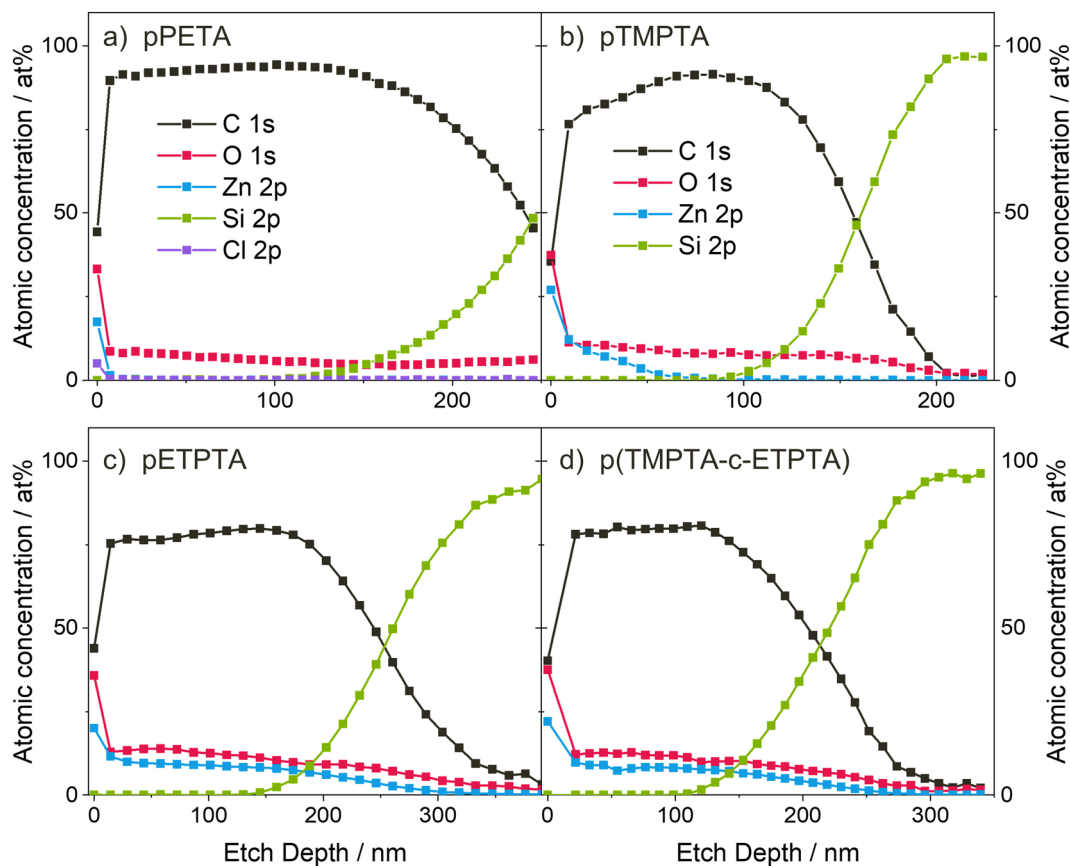 a) pPETA
b) pTMPTA
100
100
C 1s
O 1s
Zn 2p
Si 2p
Cl 2p
C 1s
O 1s
Zn 2p
Si 2p
50
50
0
0
0
100
200
0
100
200
Atomic concentration / at%
Atomic concentration / at%
c) pETPTA
d) p(TMPTA-c-ETPTA)
100
100
50
50
0
0
0
100
200
300
0
100
200
300
Atomic concentration / at%
Atomic concentration / at%
Etch Depth / nm
Etch Depth / nm